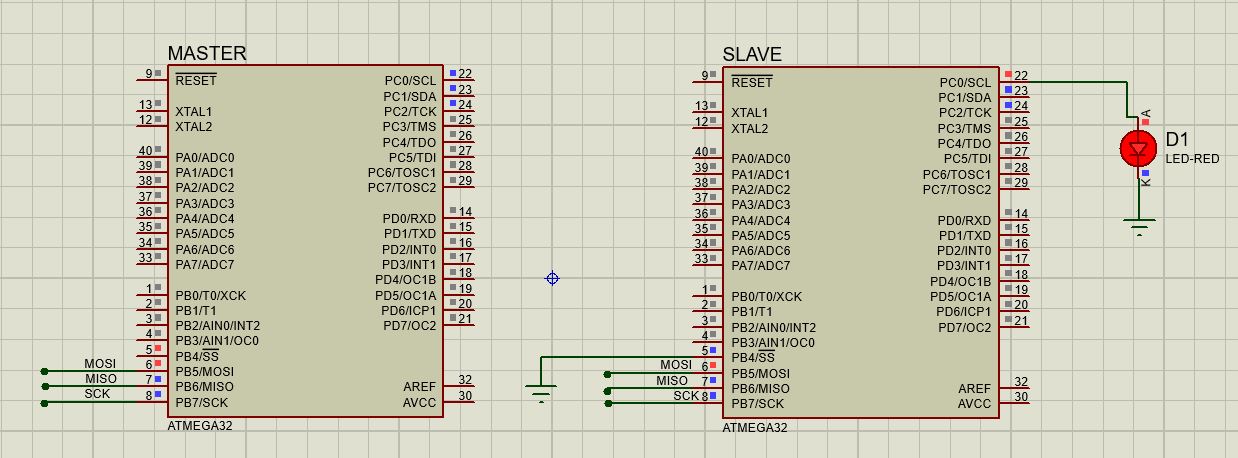 MASTER
9 RESET
13 XTAL1
12 XTAL2
40 PA0/ADC0
39 PA1/ADC1
38 PA2/ADC2
37 PA3/ADC3
36 PA4/ADC4
35 PA5/ADC5
34 PA6/ADC6
33 PA7/ADC7
1 PB0/T0/XCK
2 PB1/T1
3 PB2/AIN0/INT2
4 PB3/AIN1/OC0
5 PB4/SS
MOSI 6 PB5/MOSI
MISO 7 PB6/MISO
SCK 8 PB7/SCK
PC0/SCL 22
PC1/SDA 23
PC2/TCK 24
PC3/TMS 25
PC4/TDO 26
PC5/TDI 27
PC6/TOSC1 28
PC7/TOSC2 29
PD0/RXD 14
PD1/TXD 15
PD2/INT0 16
PD3/INT1 17
PD4/OC1B 18
PD5/OC1A 19
PD6/ICP1 20
PD7/OC2 21
AREF 32
AVCC 30
ATMEGA32
SLAVE
9 RESET
13 XTAL1
12 XTAL2
40 PA0/ADC0
39 PA1/ADC1
38 PA2/ADC2
37 PA3/ADC3
36 PA4/ADC4
35 PA5/ADC5
34 PA6/ADC6
33 PA7/ADC7
1 PB0/T0/XCK
2 PB1/T1
3 PB2/AIN0/INT2
4 PB3/AIN1/OC0
5 PB4/SS
MOSI 6 PB5/MOSI
MISO 7 PB6/MISO
SCK 8 PB7/SCK
PC0/SCL 22
PC1/SDA 23
PC2/TCK 24
PC3/TMS 25
PC4/TDO 26
PC5/TDI 27
PC6/TOSC1 28
PC7/TOSC2 29
PD0/RXD 14
PD1/TXD 15
PD2/INT0 16
PD3/INT1 17
PD4/OC1B 18
PD5/OC1A 19
PD6/ICP1 20
PD7/OC2 21
AREF 32
AVCC 30
ATMEGA32
A
D1
LED-RED
K